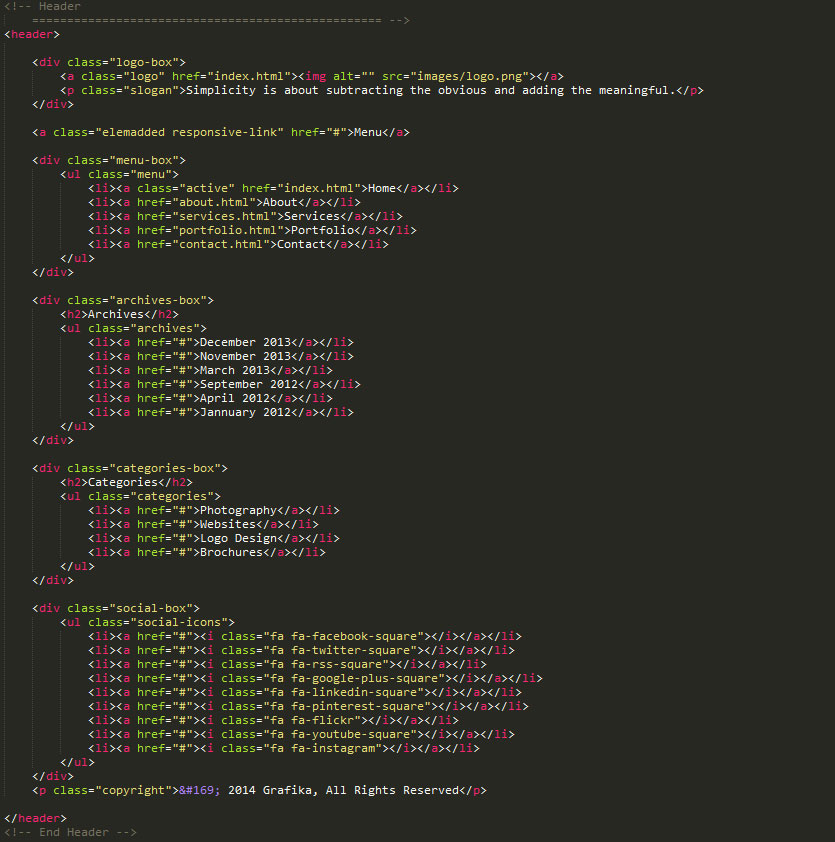 <!-- Header
================================================== -->
<header>
<div class="logo-box">
<a class="logo" href="index.html"><img alt="" src="images/logo.png"></a>
<p class="slogan">Simplicity is about subtracting the obvious and adding the meaningful.</p>
</div>
<a class="elemadded responsive-link" href="#">Menu</a>
<div class="menu-box">
<ul class="menu">
<li><a class="active" href="index.html">Home</a></li>
<li><a href="about.html">About</a></li>
<li><a href="services.html">Services</a></li>
<li><a href="portfolio.html">Portfolio</a></li>
<li><a href="contact.html">Contact</a></li>
</ul>
</div>
<div class="archives-box">
<h2>Archives</h2>
<ul class="archives">
<li><a href="#">December 2013</a></li>
<li><a href="#">November 2013</a></li>
<li><a href="#">March 2013</a></li>
<li><a href="#">September 2012</a></li>
<li><a href="#">April 2012</a></li>
<li><a href="#">Jannuary 2012</a></li>
</ul>
</div>
<div class="categories-box">
<h2>Categories</h2>
<ul class="categories">
<li><a href="#">Photography</a></li>
<li><a href="#">Websites</a></li>
<li><a href="#">Logo Design</a></li>
<li><a href="#">Brochures</a></li>
</ul>
</div>
<div class="social-box">
<ul class="social-icons">
<li><a href="#"><i class="fa fa-facebook-square"></i></a></li>
<li><a href="#"><i class="fa fa-twitter-square"></i></a></li>
<li><a href="#"><i class="fa fa-rss-square"></i></a></li>
<li><a href="#"><i class="fa fa-google-plus-square"></i></a></li>
<li><a href="#"><i class="fa fa-linkedin-square"></i></a></li>
<li><a href="#"><i class="fa fa-pinterest-square"></i></a></li>
<li><a href="#"><i class="fa fa-flickr"></i></a></li>
<li><a href="#"><i class="fa fa-youtube-square"></i></a></li>
<li><a href="#"><i class="fa fa-instagram"></i></a></li>
</ul>
</div>
<p class="copyright">&#169; 2014 Grafika, All Rights Reserved</p>
</header>
<!-- End Header -->